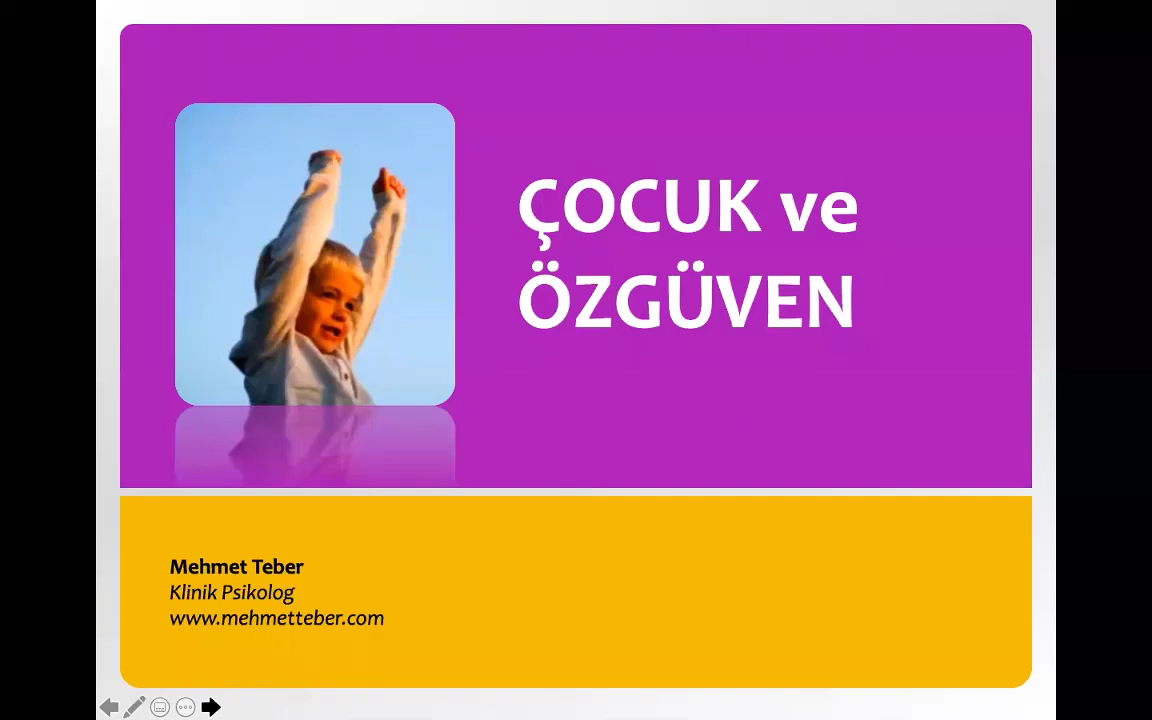 ÇOCUK ve
ÖZGÜVEN
Mehmet Teber
Klinik Psikolog
www.mehmetteber.com